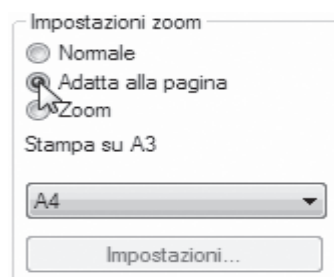 Impostazioni zoom
Normale
Adatta alla pagina
Zoom
Stampa su A3
A4
Impostazioni...